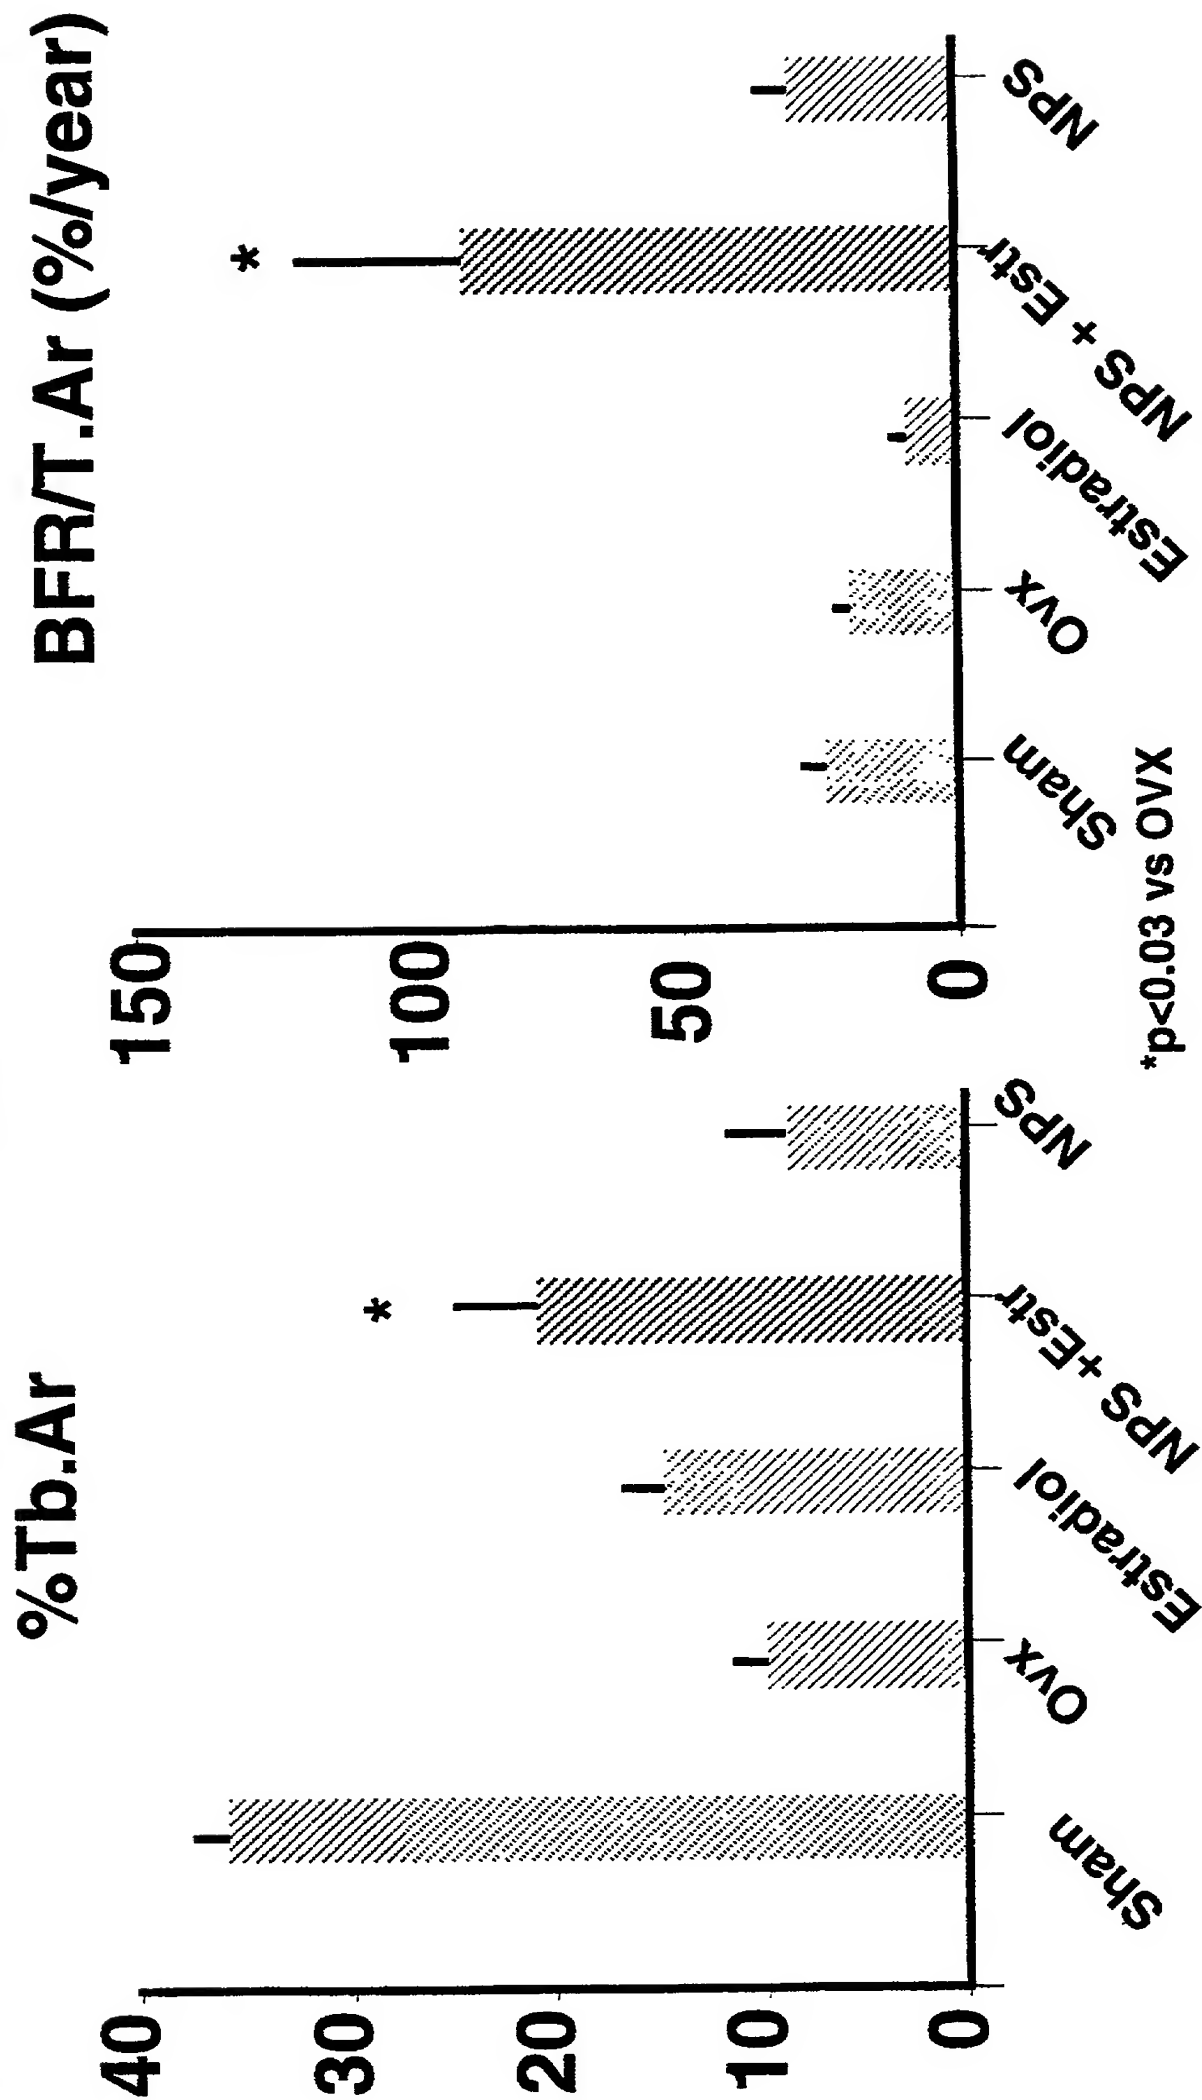 %Tb.Ar
40
30
20
10
0
Sham
Ovx
Estradiol
NPS +Estr
NPS
BFR/T.Ar (%/year)
150
100
50
0
Sham
Ovx
Estradiol
NPS + Estr
NPS
*
*
*p<0.03 vs OVX